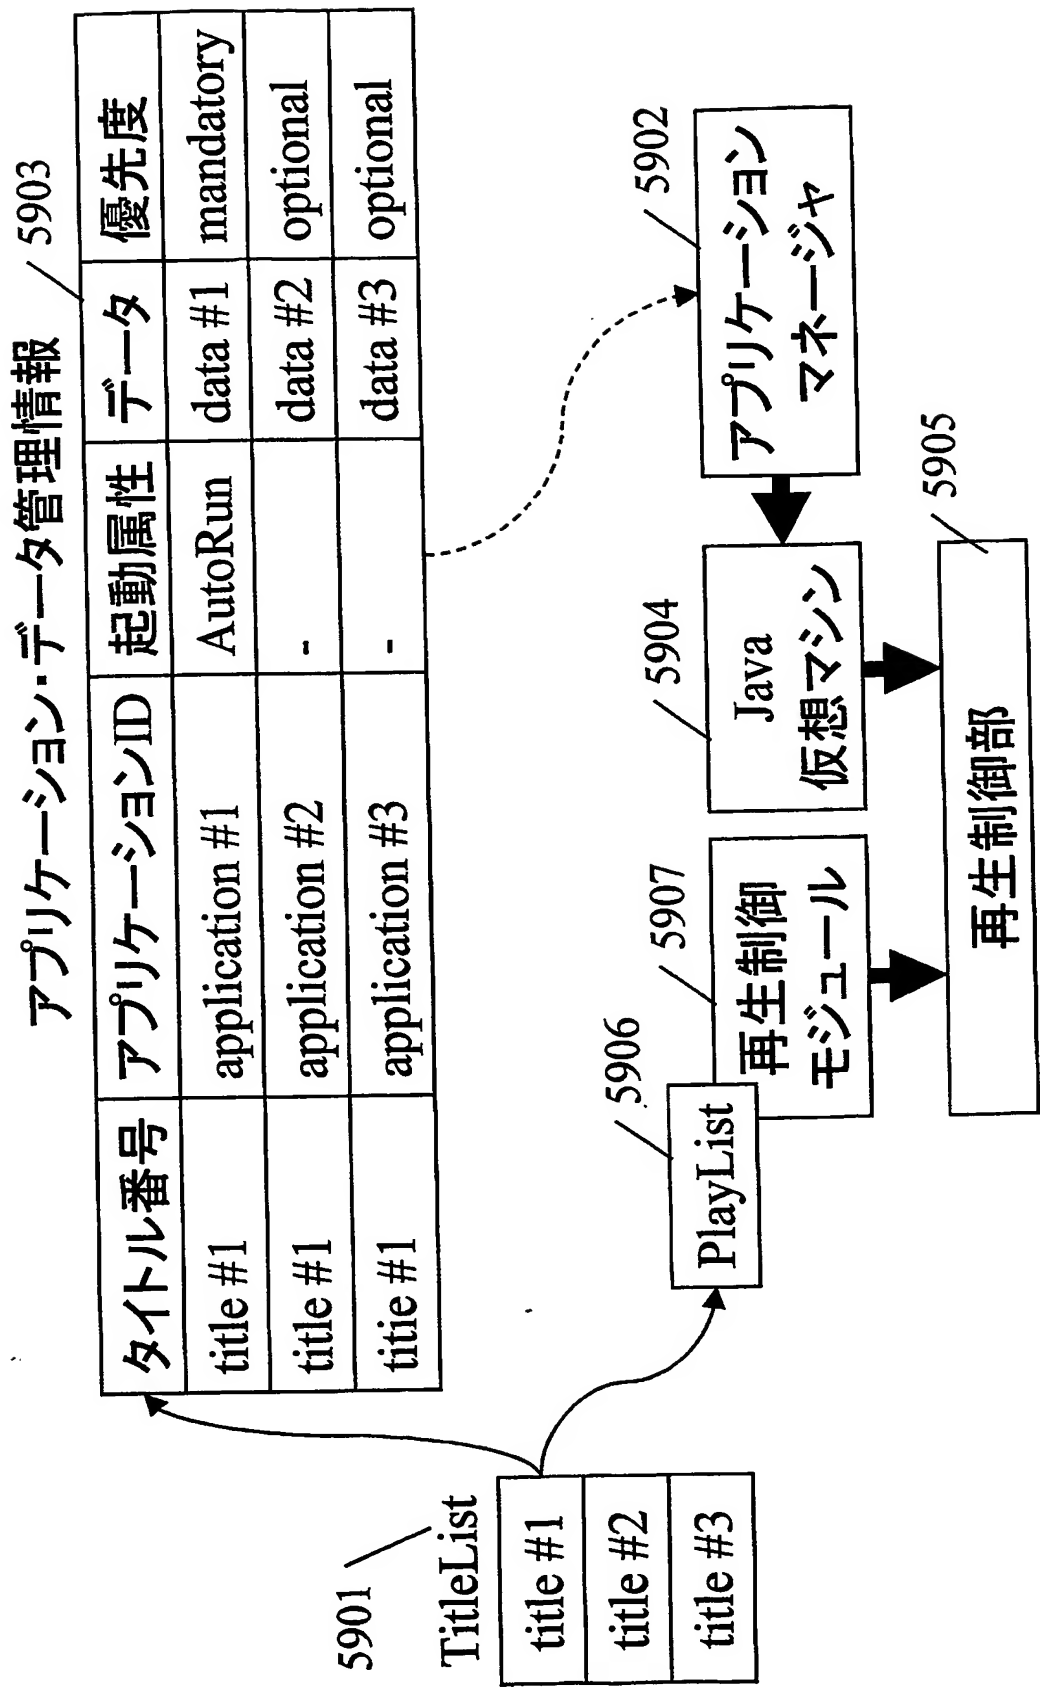 アプリケーション・データ管理情報
5903
タイトル番号 アプリケーションID 起動属性 データ 優先度
title #1 application #1 AutoRun data #1 mandatory
title #1 application #2 - data #2 optional
titie #1 application #3 - data #3 optional
5901
TitleList
title #1
title #2
title #3
5906
PlayList
5907
再生制御
モジュール
5904
Java
仮想マシン
5902
アプリケーション
マネージャ
5905
再生制御部